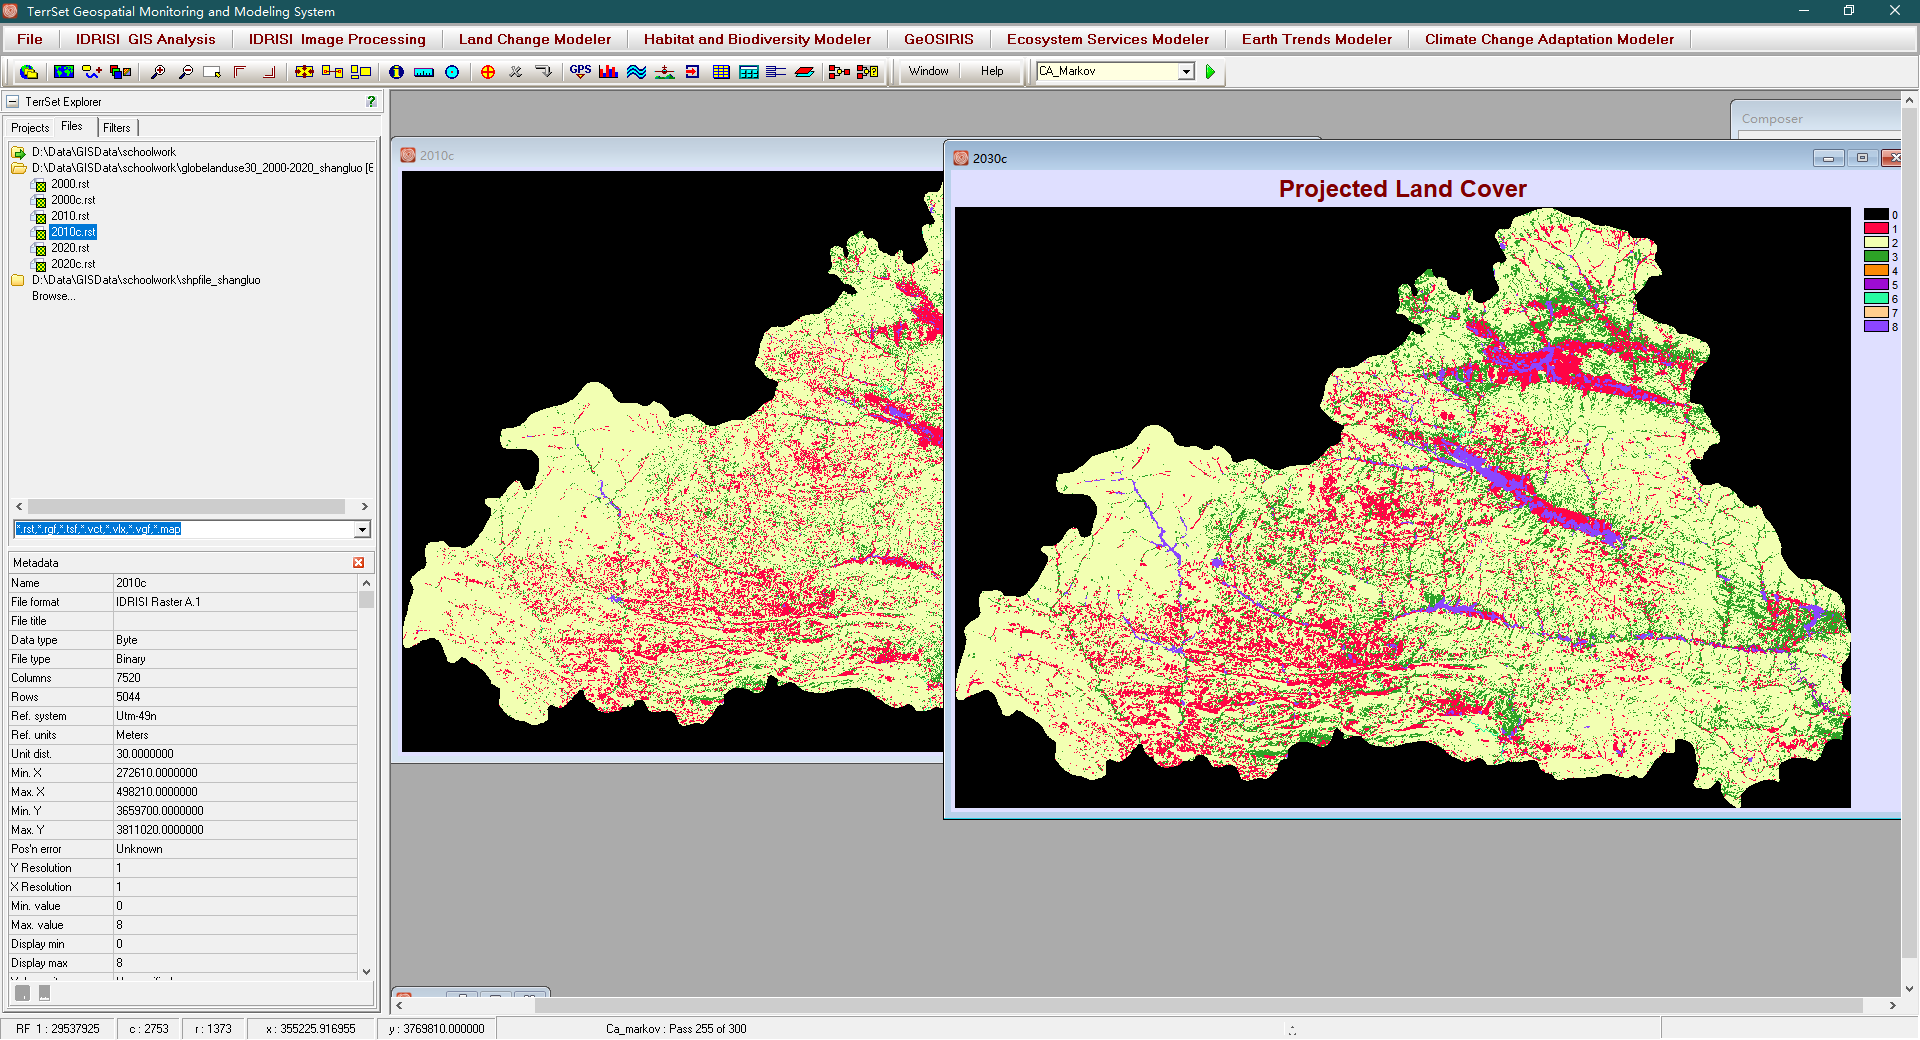 TerrSet Geospatial Monitoring and Modeling System
File
IDRISI GIS Analysis
IDRISI Image Processing
Land Change Modeler
Habitat and Biodiversity Modeler
GeOSIRIS
Ecosystem Services Modeler
Earth Trends Modeler
Climate Change Adaptation Modeler
GPS
Window
Help
CA_Markov
TerrSet Explorer
Projects
Files
Filters
D:\Data\GISData\schoolwork
D:\Data\GISData\schoolwork\globelanduse30_2000-2020_shangluo [6
2000.rst
2000c.rst
2010.rst
2010c.rst
2020.rst
2020c.rst
D:\Data\GISData\schoolwork\shpfile_shangluo
Browse...
*.rst,*.rgf,*.tsf,*.vct,*.vlx,*.vgf,*.map
Metadata
Name 2010c
File format IDRISI Raster A.1
File title
Data type Byte
File type Binary
Columns 7520
Rows 5044
Ref. system Utm-49n
Ref. units Meters
Unit dist. 30.0000000
Min. X 272610.0000000
Max. X 498210.0000000
Min. Y 3659700.0000000
Max. Y 3811020.0000000
Pos'n error Unknown
Y Resolution 1
X Resolution 1
Min. value 0
Max. value 8
Display min 0
Display max 8
2010c
Composer
2030c
Projected Land Cover
0
1
2
3
4
5
6
7
8
RF 1 : 29537925
c : 2753
r : 1373
x : 355225.916955
y : 3769810.000000
Ca_markov : Pass 255 of 300